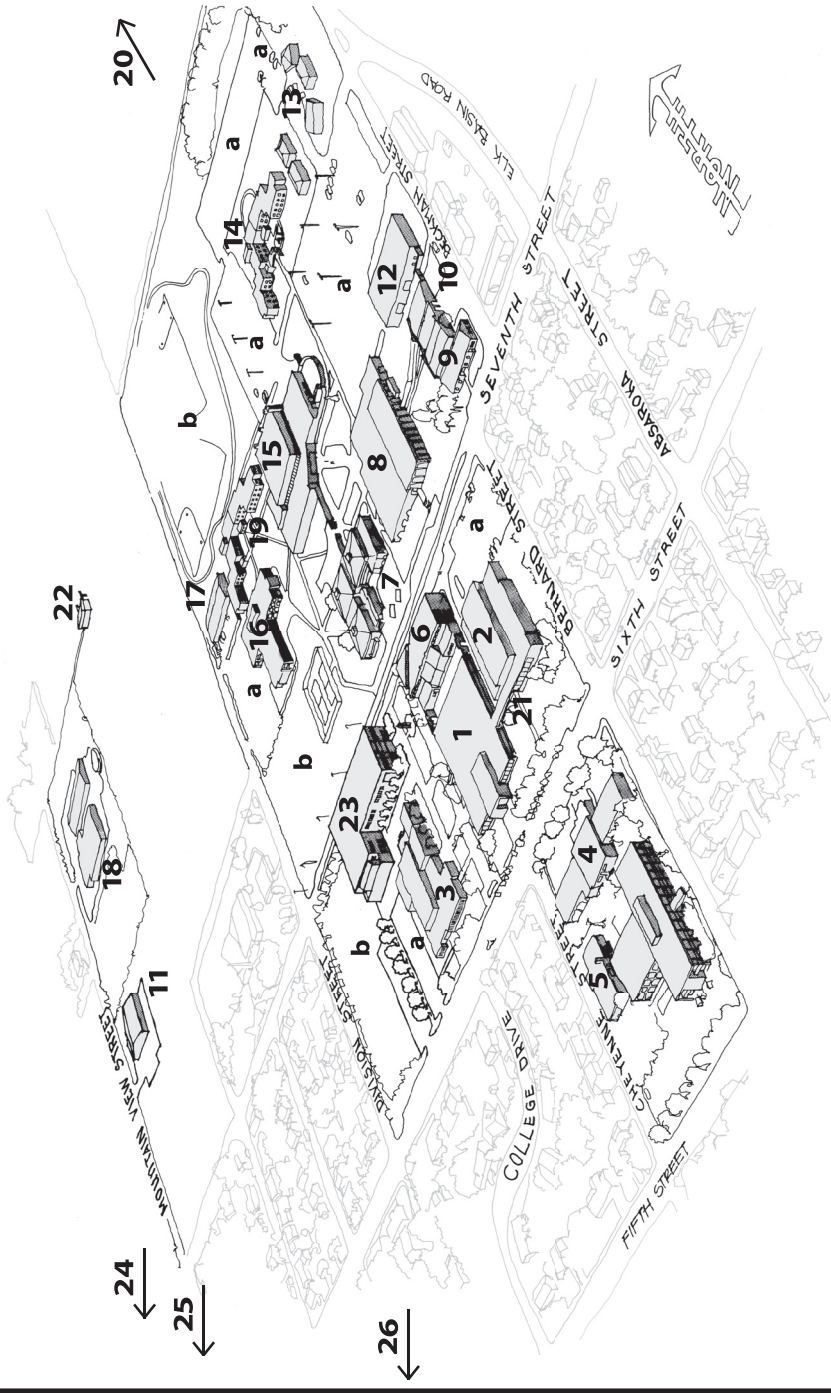 24
25
26
MOUNTAIN VIEW STREET
11
18
22
20
17
b
14
a
a
13
a
19
15
16
a
b
a
7
8
12
10
9
BECKMAN STREET
ELK BASIN ROAD
DIVISION STREET
b
23
a
3
1
6
2
21
a
SEVENTH STREET
BERNARD STREET
ABSAROKA STREET
SIXTH STREET
COLLEGE DRIVE
CHEYENNE STREET
5
4
FIFTH STREET